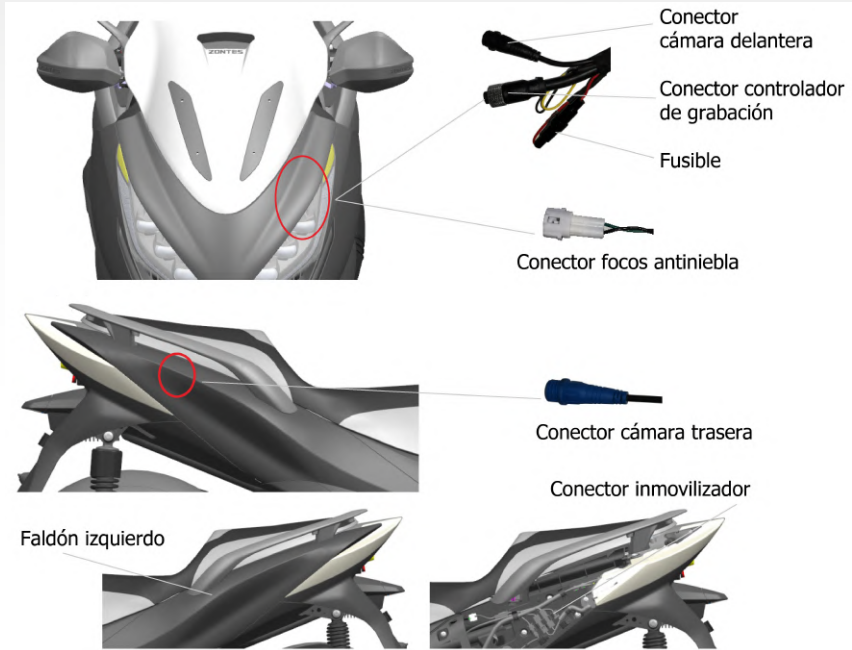 ZONTES
Conector
cámara delantera
Conector controlador
de grabación
Fusible
Conector focos antiniebla
Conector cámara trasera
Conector inmovilizador
Faldón izquierdo